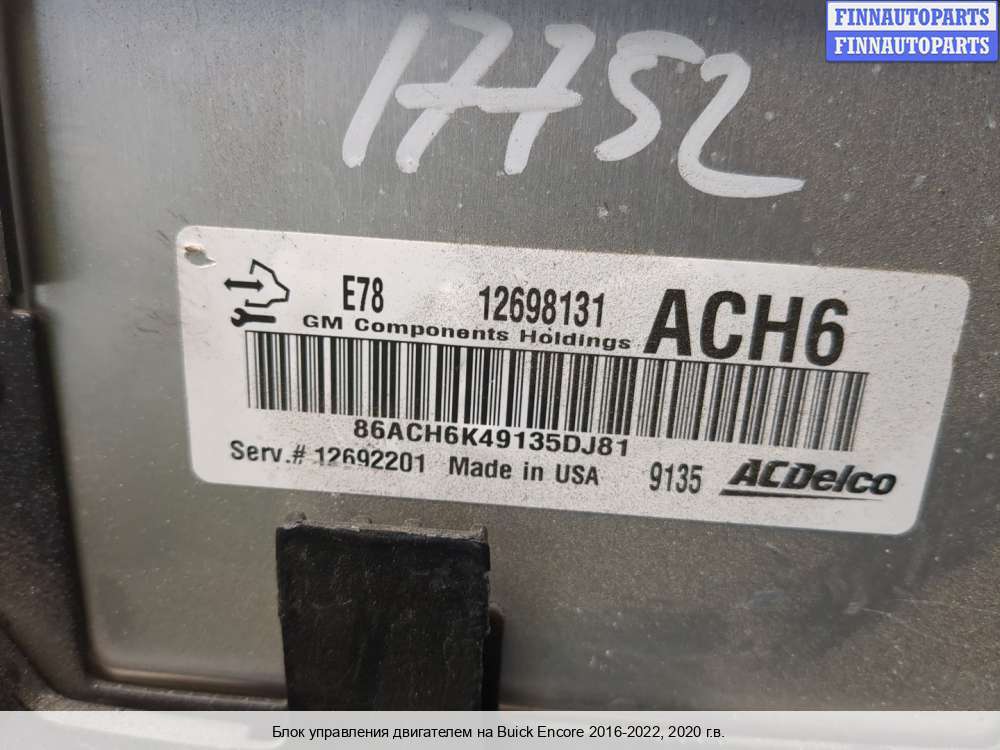 FINNAUTOPARTS
FINNAUTOPARTS
17752
E78 12698131 ACH6
GM Components Holdings
86ACH6K49135DJ81
Serv.# 12692201 Made in USA 9135 ACDelco
Блок управления двигателем на Buick Encore 2016-2022, 2020 г.в.